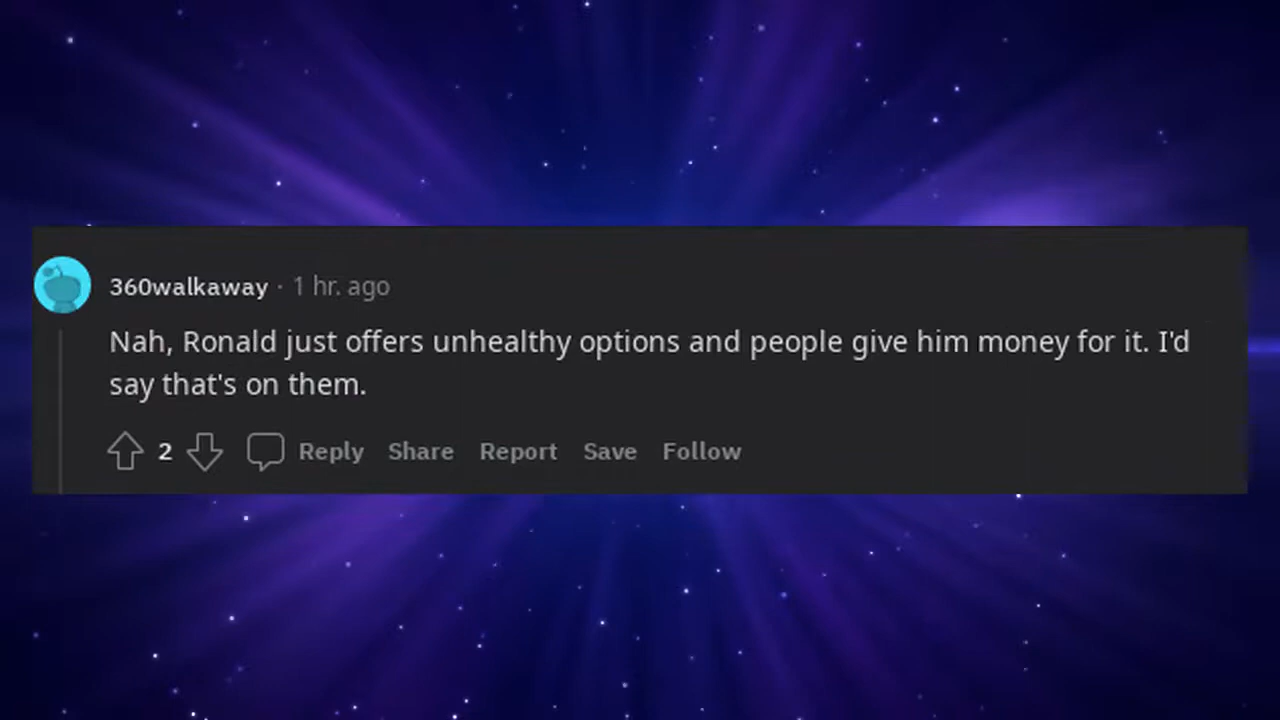 360walkaway · 1 hr. ago
Nah, Ronald just offers unhealthy options and people give him money for it. I'd
say that's on them.
2 Reply Share Report Save Follow